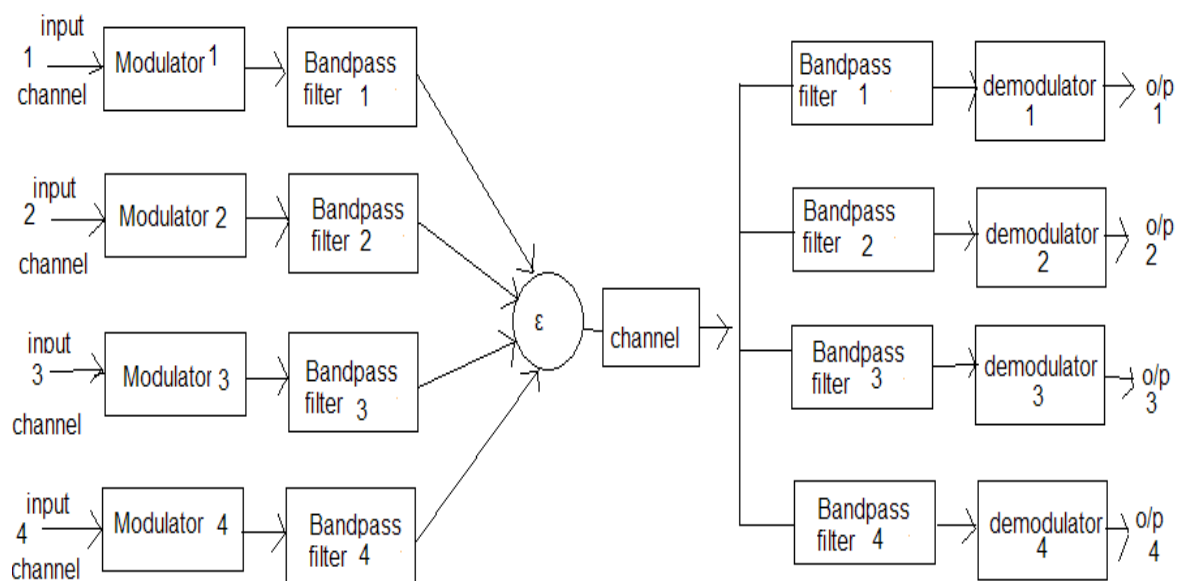 input
1
channel
Modulator 1
Bandpass
filter 1
input
2
channel
Modulator 2
Bandpass
filter 2
input
3
channel
Modulator 3
Bandpass
filter 3
input
4
channel
Modulator 4
Bandpass
filter 4
ε
channel
Bandpass
filter 1
demodulator
1
o/p
1
Bandpass
filter 2
demodulator
2
o/p
2
Bandpass
filter 3
demodulator
3
o/p
3
Bandpass
filter 4
demodulator
4
o/p
4